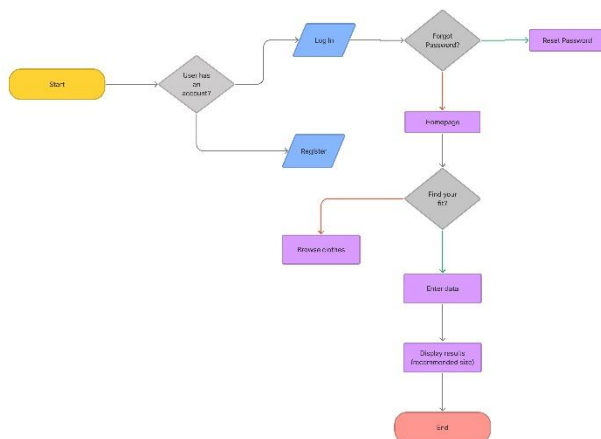 Start
User has
an
account?
Log In
Forgot
Password?
Reset Password
Homepage
Register
Find your
fit?
Browse clothes
Enter data
Display results
(recommended size)
End